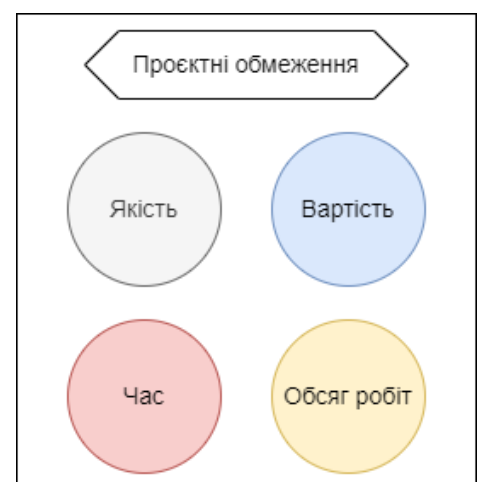 Проєктні обмеження
Якість
Вартість
Час
Обсяг робіт